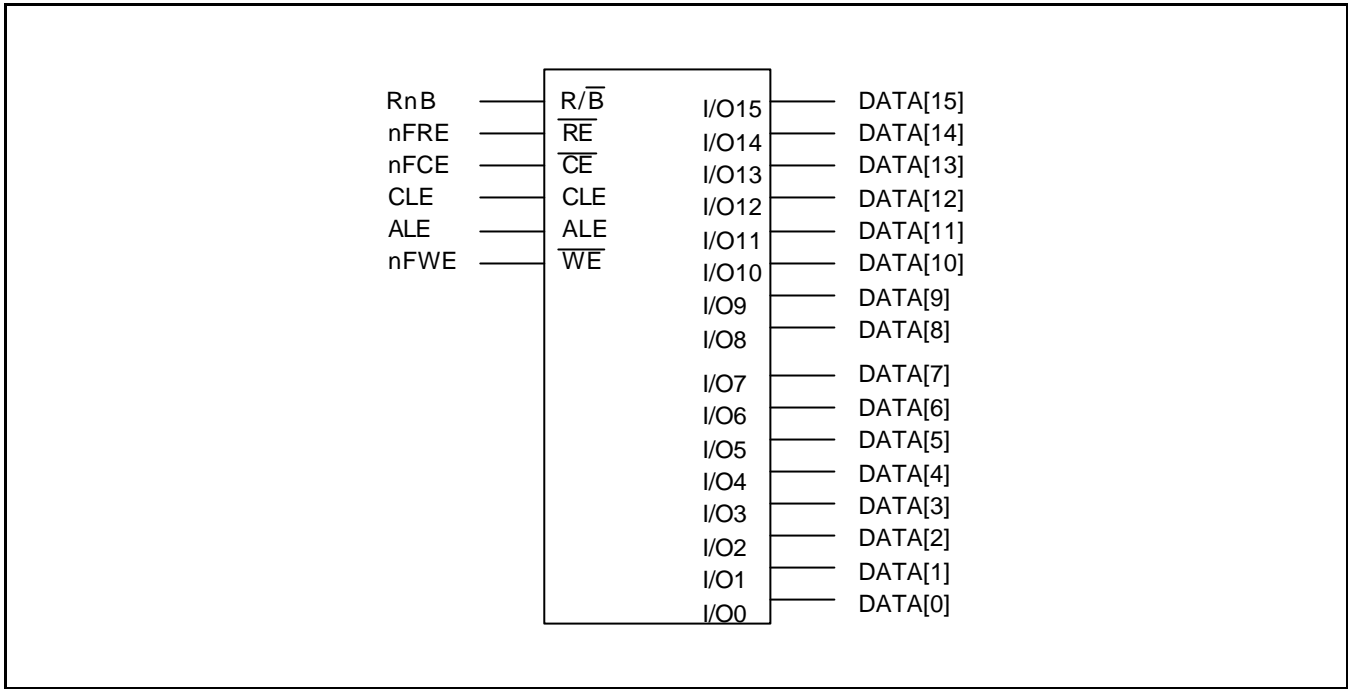 RnB R/B I/O15 DATA[15]
nFRE RE I/O14 DATA[14]
nFCE CE I/O13 DATA[13]
CLE CLE I/O12 DATA[12]
ALE ALE I/O11 DATA[11]
nFWE WE I/O10 DATA[10]
I/O9 DATA[9]
I/O8 DATA[8]
I/O7 DATA[7]
I/O6 DATA[6]
I/O5 DATA[5]
I/O4 DATA[4]
I/O3 DATA[3]
I/O2 DATA[2]
I/O1 DATA[1]
I/O0 DATA[0]